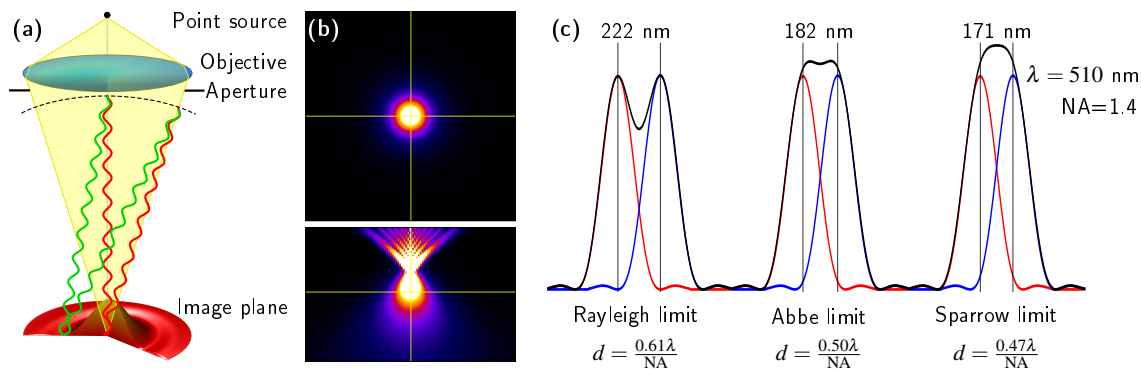 (a)
Point source
Objective
Aperture
Image plane
(b)
(c)
222 nm
182 nm
171 nm
λ = 510 nm
NA=1.4
Rayleigh limit
Abbe limit
Sparrow limit
d = 0.61λ/NA
d = 0.50λ/NA
d = 0.47λ/NA